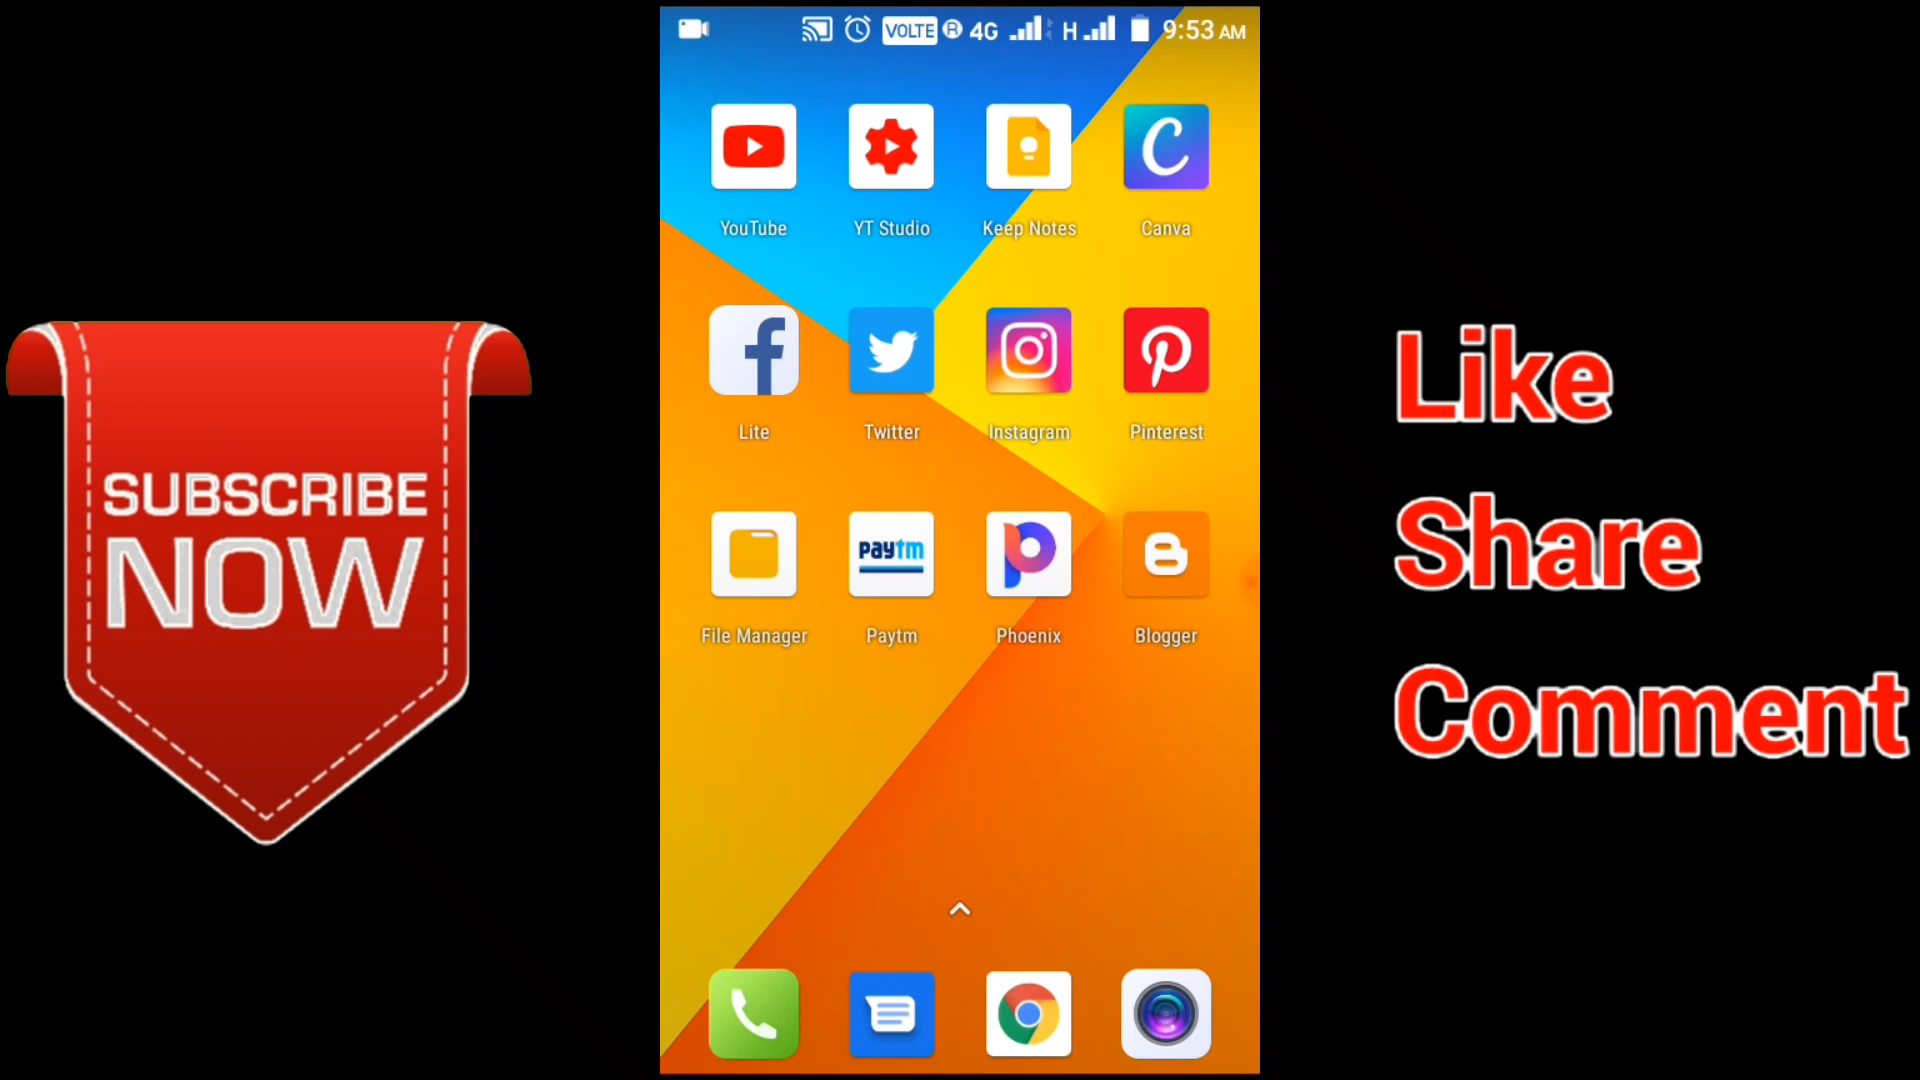 VOLTE R 4G H 9:53 AM
YouTube YT Studio Keep Notes Canva
Lite Twitter Instagram Pinterest
paytm
File Manager Paytm Phoenix Blogger
SUBSCRIBE
NOW
Like
Share
Comment